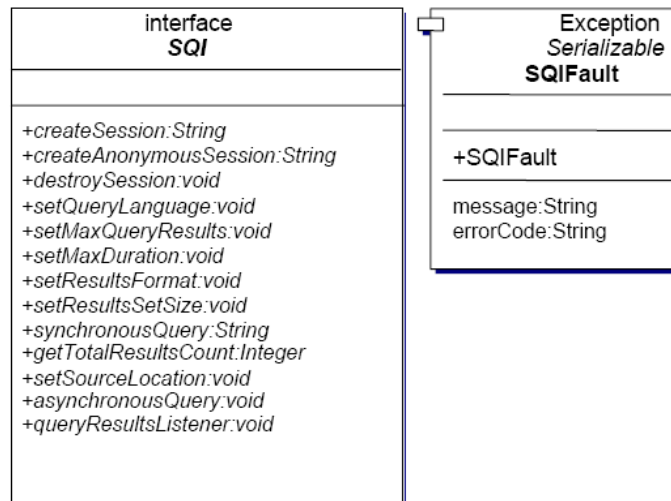 interface
SQI
+createSession:String
+createAnonymousSession:String
+destroySession:void
+setQueryLanguage:void
+setMaxQueryResults:void
+setMaxDuration:void
+setResultsFormat:void
+setResultsSetSize:void
+synchronousQuery:String
+getTotalResultsCount:Integer
+setSourceLocation:void
+asynchronousQuery:void
+queryResultsListener:void
Exception
Serializable
SQIFault
+SQIFault
message:String
errorCode:String